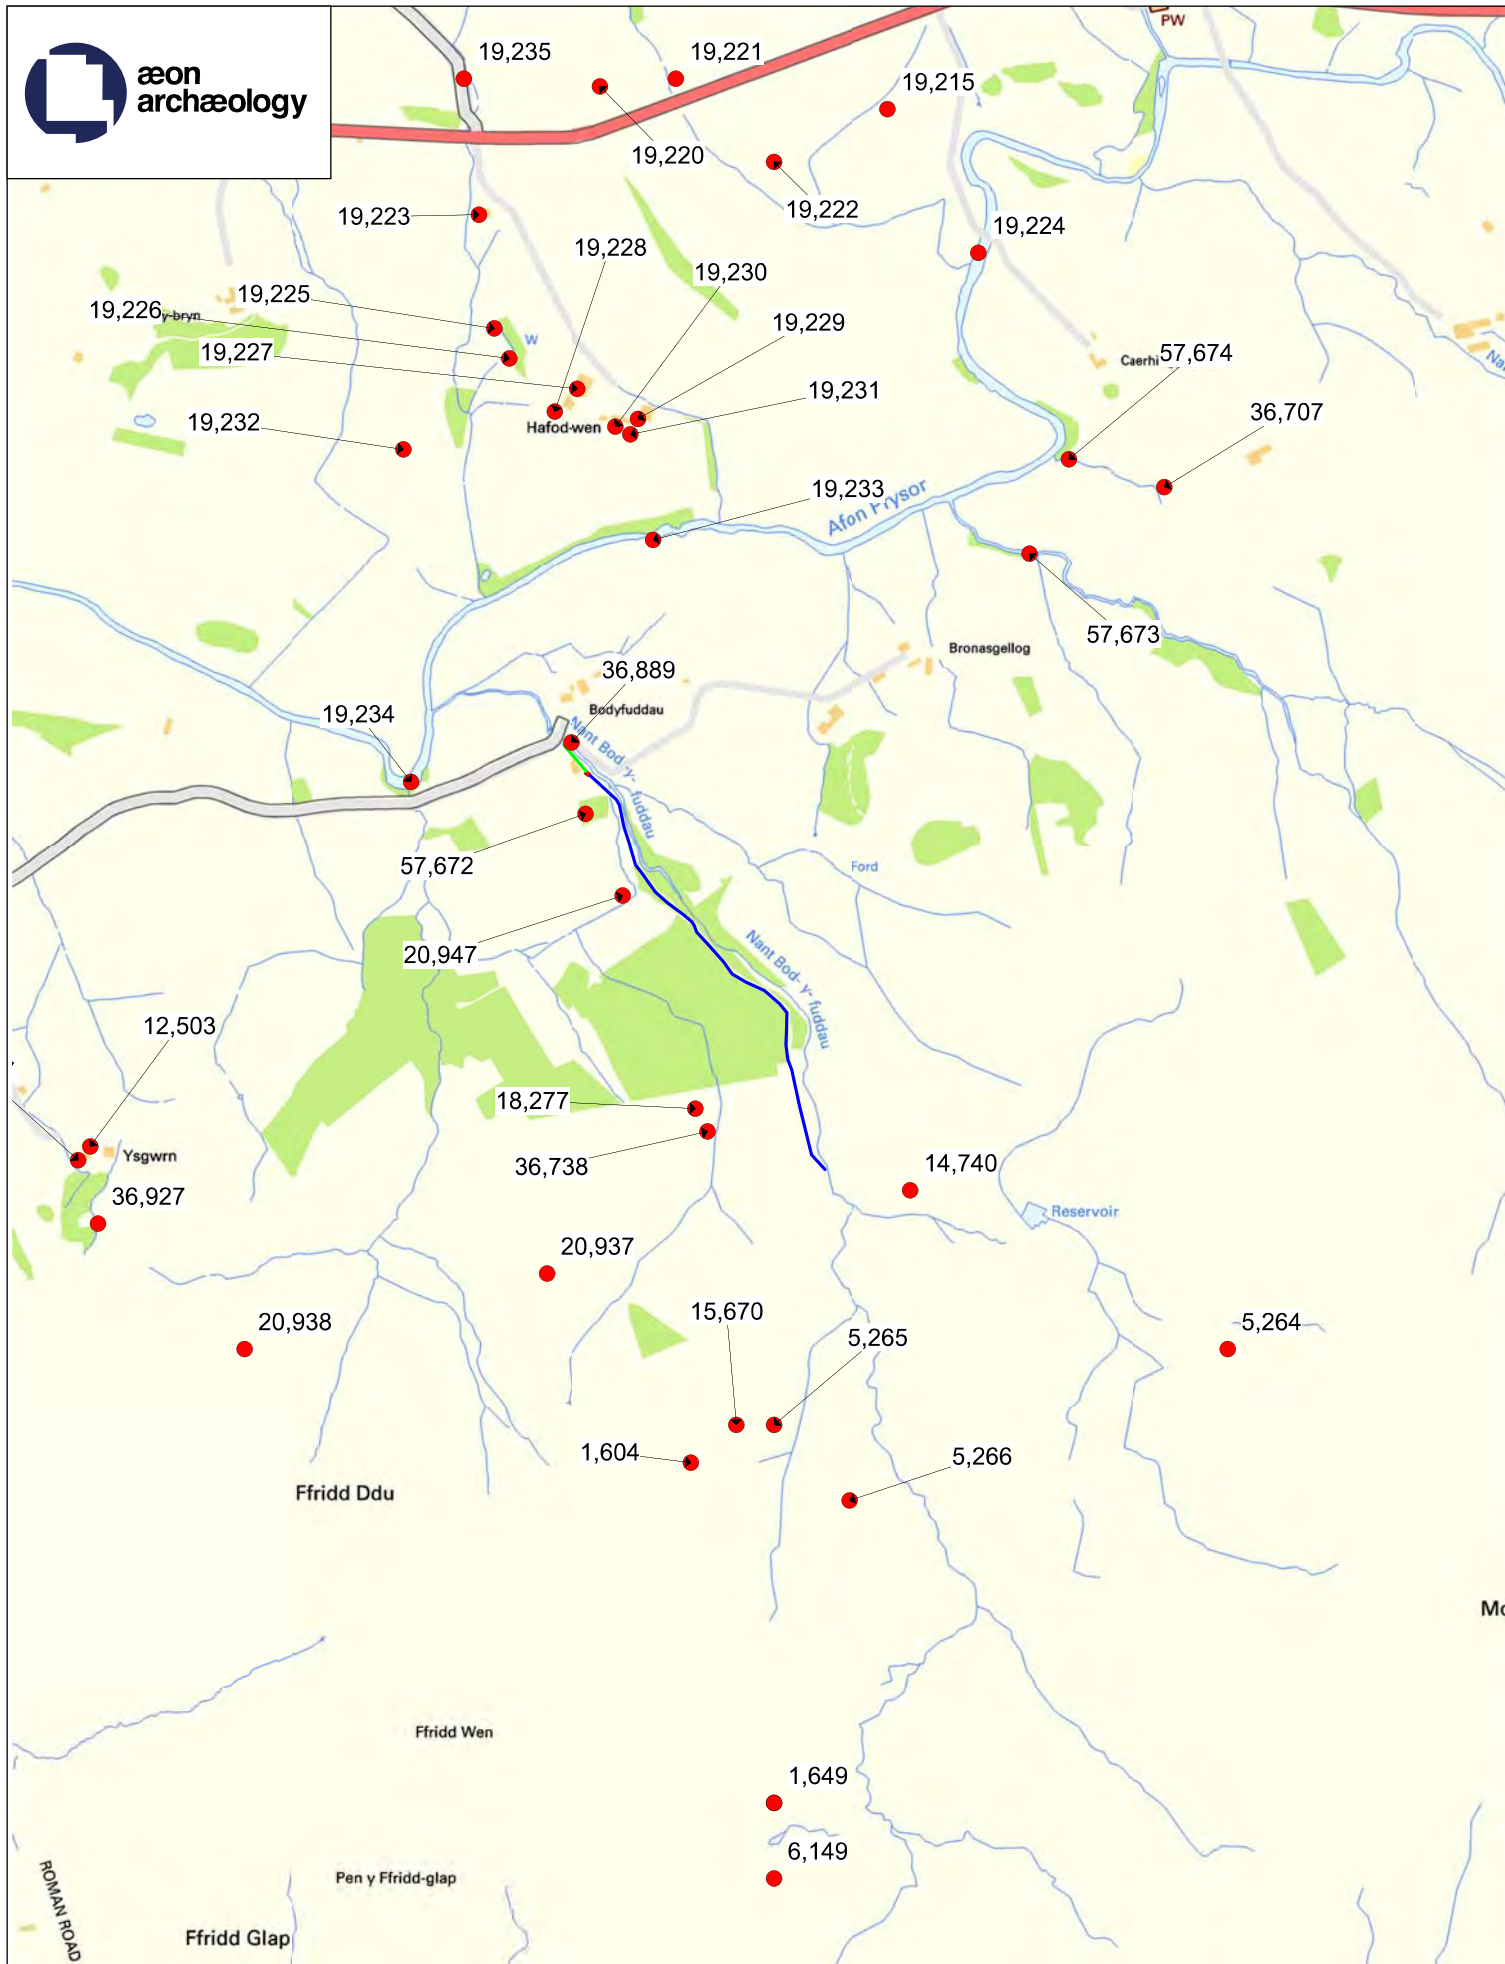 æon
archæology
PW
19,235
19,221
19,215
19,220
19,222
19,223
19,224
19,228
19,230
19,225
19,226
y-bryn
W
19,229
19,227
Caerhi
57,674
19,231
36,707
19,232
Hafod-wen
19,233
Afon Prysor
57,673
Bronasgellog
36,889
Bodyfuddau
19,234
Nant Bod-y-fuddau
57,672
Ford
20,947
Nant Bod-y-fuddau
12,503
18,277
36,738
Ysgwrn
14,740
36,927
Reservoir
20,937
20,938
15,670
5,265
5,264
1,604
5,266
Ffridd Ddu
Ffridd Wen
1,649
6,149
Pen y Ffridd-glap
ROMAN ROAD
Ffridd Glap